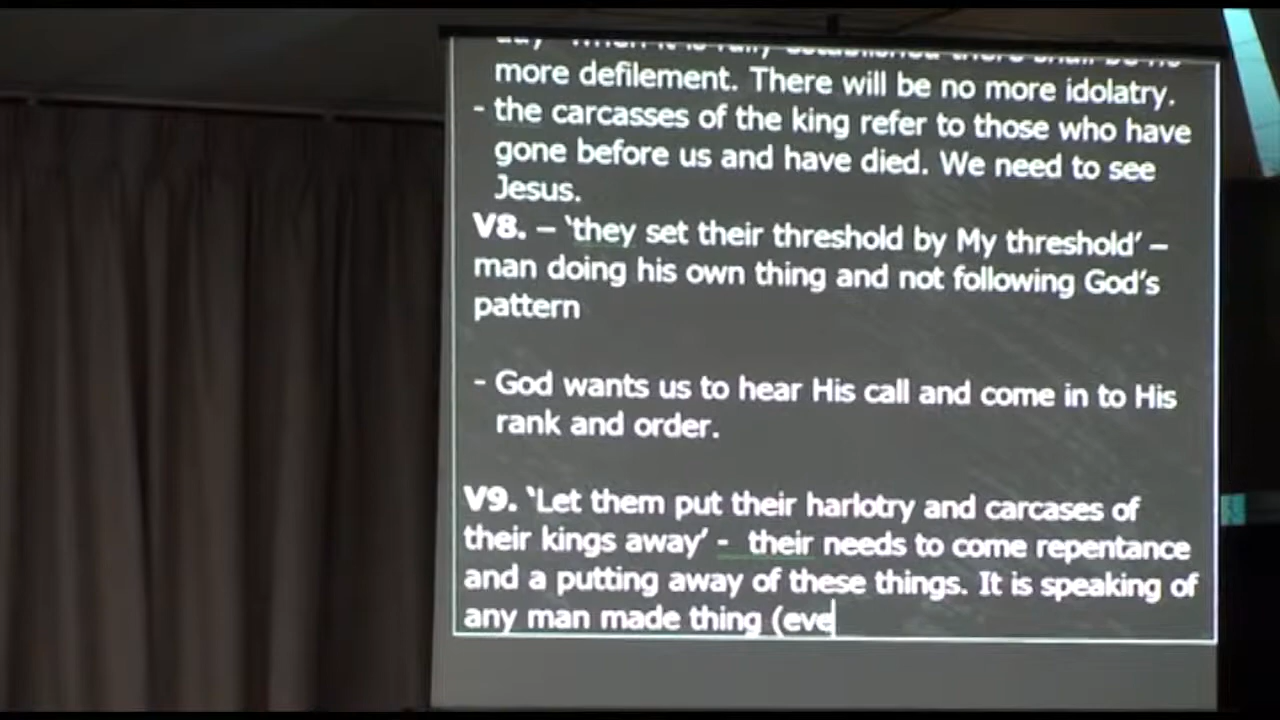 more defilement. There will be no more idolatry.
- the carcasses of the king refer to those who have
gone before us and have died. We need to see
Jesus.
V8. – ‘they set their threshold by My threshold’ –
man doing his own thing and not following God’s
pattern
- God wants us to hear His call and come in to His
rank and order.
V9. ‘Let them put their harlotry and carcases of
their kings away’ - their needs to come repentance
and a putting away of these things. It is speaking of
any man made thing (eve